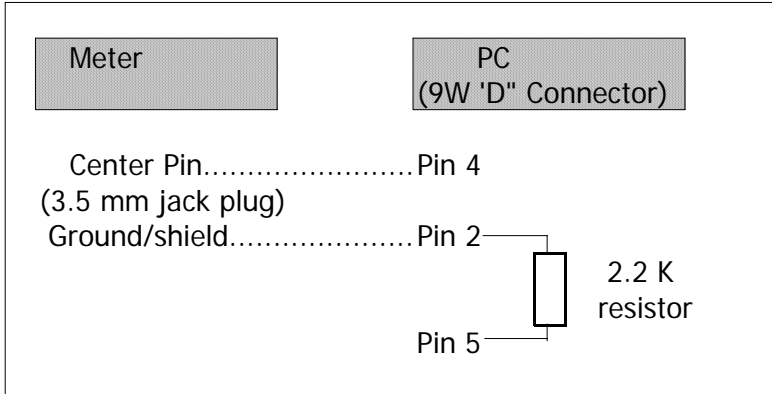 Meter
PC
(9W 'D" Connector)
Center Pin........................Pin 4
(3.5 mm jack plug)
Ground/shield.....................Pin 2
2.2 K
resistor
Pin 5